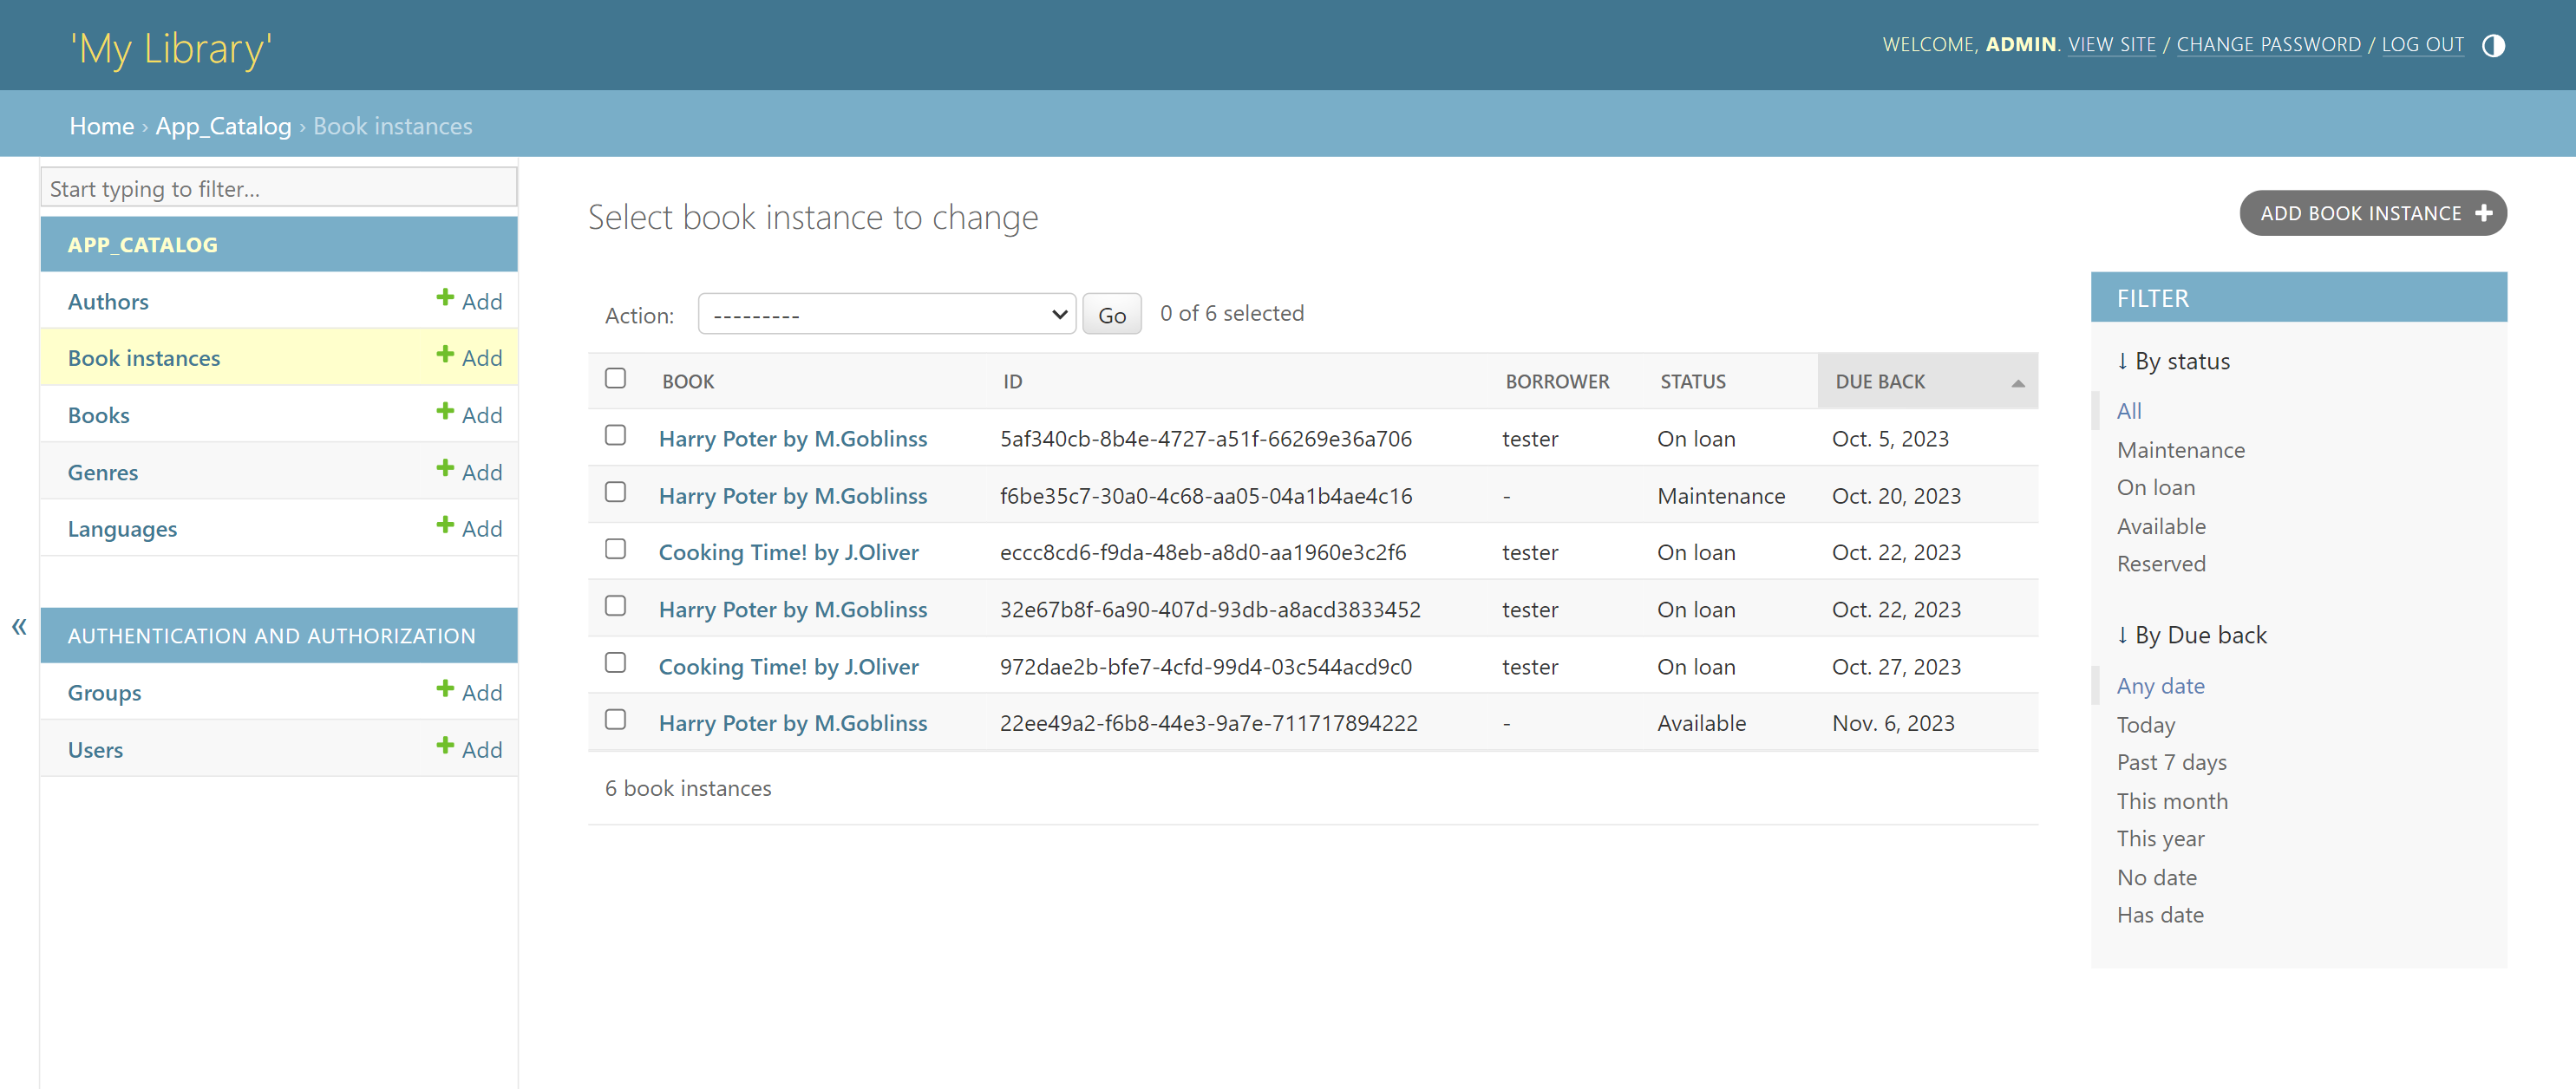 'My Library'
WELCOME, ADMIN. VIEW SITE / CHANGE PASSWORD / LOG OUT
Home › App_Catalog › Book instances
Start typing to filter...
APP_CATALOG
Authors + Add
Book instances + Add
Books + Add
Genres + Add
Languages + Add
«
AUTHENTICATION AND AUTHORIZATION
Groups + Add
Users + Add
Select book instance to change
ADD BOOK INSTANCE +
Action: --------- Go 0 of 6 selected
BOOK ID BORROWER STATUS DUE BACK
Harry Poter by M.Goblinss 5af340cb-8b4e-4727-a51f-66269e36a706 tester On loan Oct. 5, 2023
Harry Poter by M.Goblinss f6be35c7-30a0-4c68-aa05-04a1b4ae4c16 - Maintenance Oct. 20, 2023
Cooking Time! by J.Oliver eccc8cd6-f9da-48eb-a8d0-aa1960e3c2f6 tester On loan Oct. 22, 2023
Harry Poter by M.Goblinss 32e67b8f-6a90-407d-93db-a8acd3833452 tester On loan Oct. 22, 2023
Cooking Time! by J.Oliver 972dae2b-bfe7-4cfd-99d4-03c544acd9c0 tester On loan Oct. 27, 2023
Harry Poter by M.Goblinss 22ee49a2-f6b8-44e3-9a7e-711717894222 - Available Nov. 6, 2023
6 book instances
FILTER
↓ By status
All
Maintenance
On loan
Available
Reserved
↓ By Due back
Any date
Today
Past 7 days
This month
This year
No date
Has date